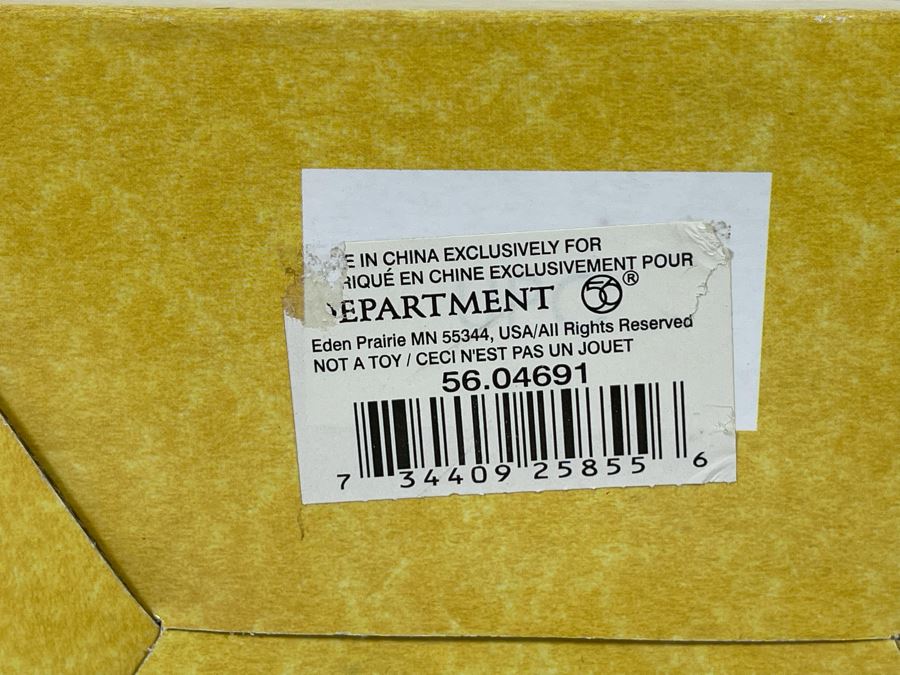 E IN CHINA EXCLUSIVELY FOR
RIQUÉ EN CHINE EXCLUSIVEMENT POUR
DEPARTMENT 56®
Eden Prairie MN 55344, USA/All Rights Reserved
NOT A TOY / CECI N'EST PAS UN JOUET
56.04691
7 34409 25855 6